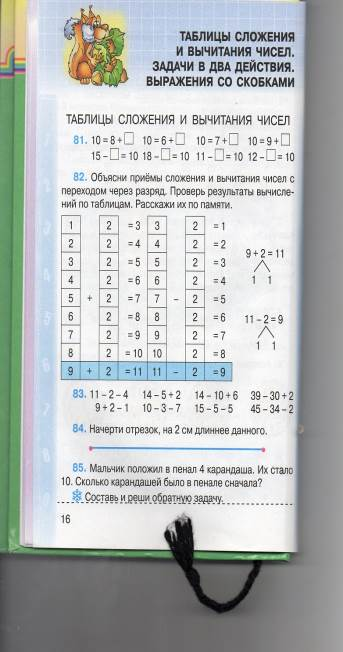 ТАБЛИЦЫ СЛОЖЕНИЯ
И ВЫЧИТАНИЯ ЧИСЕЛ.
ЗАДАЧИ В ДВА ДЕЙСТВИЯ.
ВЫРАЖЕНИЯ СО СКОБКАМИ
ТАБЛИЦЫ СЛОЖЕНИЯ И ВЫЧИТАНИЯ ЧИСЕЛ
81. 10 = 8 + □ 10 = 6 + □ 10 = 7 + □ 10 = 9 + □
15 − □ = 10 18 − □ = 10 11 − □ = 10 12 − □ = 10
82. Объясни приёмы сложения и вычитания чисел с
переходом через разряд. Проверь результаты вычисле-
ний по таблицам. Расскажи их по памяти.
1 2 = 3 3 2 = 1
2 2 = 4 4 2 = 2
3 2 = 5 5 2 = 3
4 2 = 6 6 2 = 4
5 + 2 = 7 7 − 2 = 5
6 2 = 8 8 2 = 6
7 2 = 9 9 2 = 7
8 2 = 10 10 2 = 8
9 + 2 = 11 11 − 2 = 9
9 + 2 = 11
1 1
11 − 2 = 9
1 1
83. 11 − 2 − 4 14 − 5 + 2 14 − 10 + 6 39 − 30 + 2
9 + 2 − 1 10 − 3 − 7 15 − 5 − 5 45 − 34 − 2
84. Начерти отрезок, на 2 см длиннее данного.
85. Мальчик положил в пенал 4 карандаша. Их стало
10. Сколько карандашей было в пенале сначала?
Составь и реши обратную задачу.
16